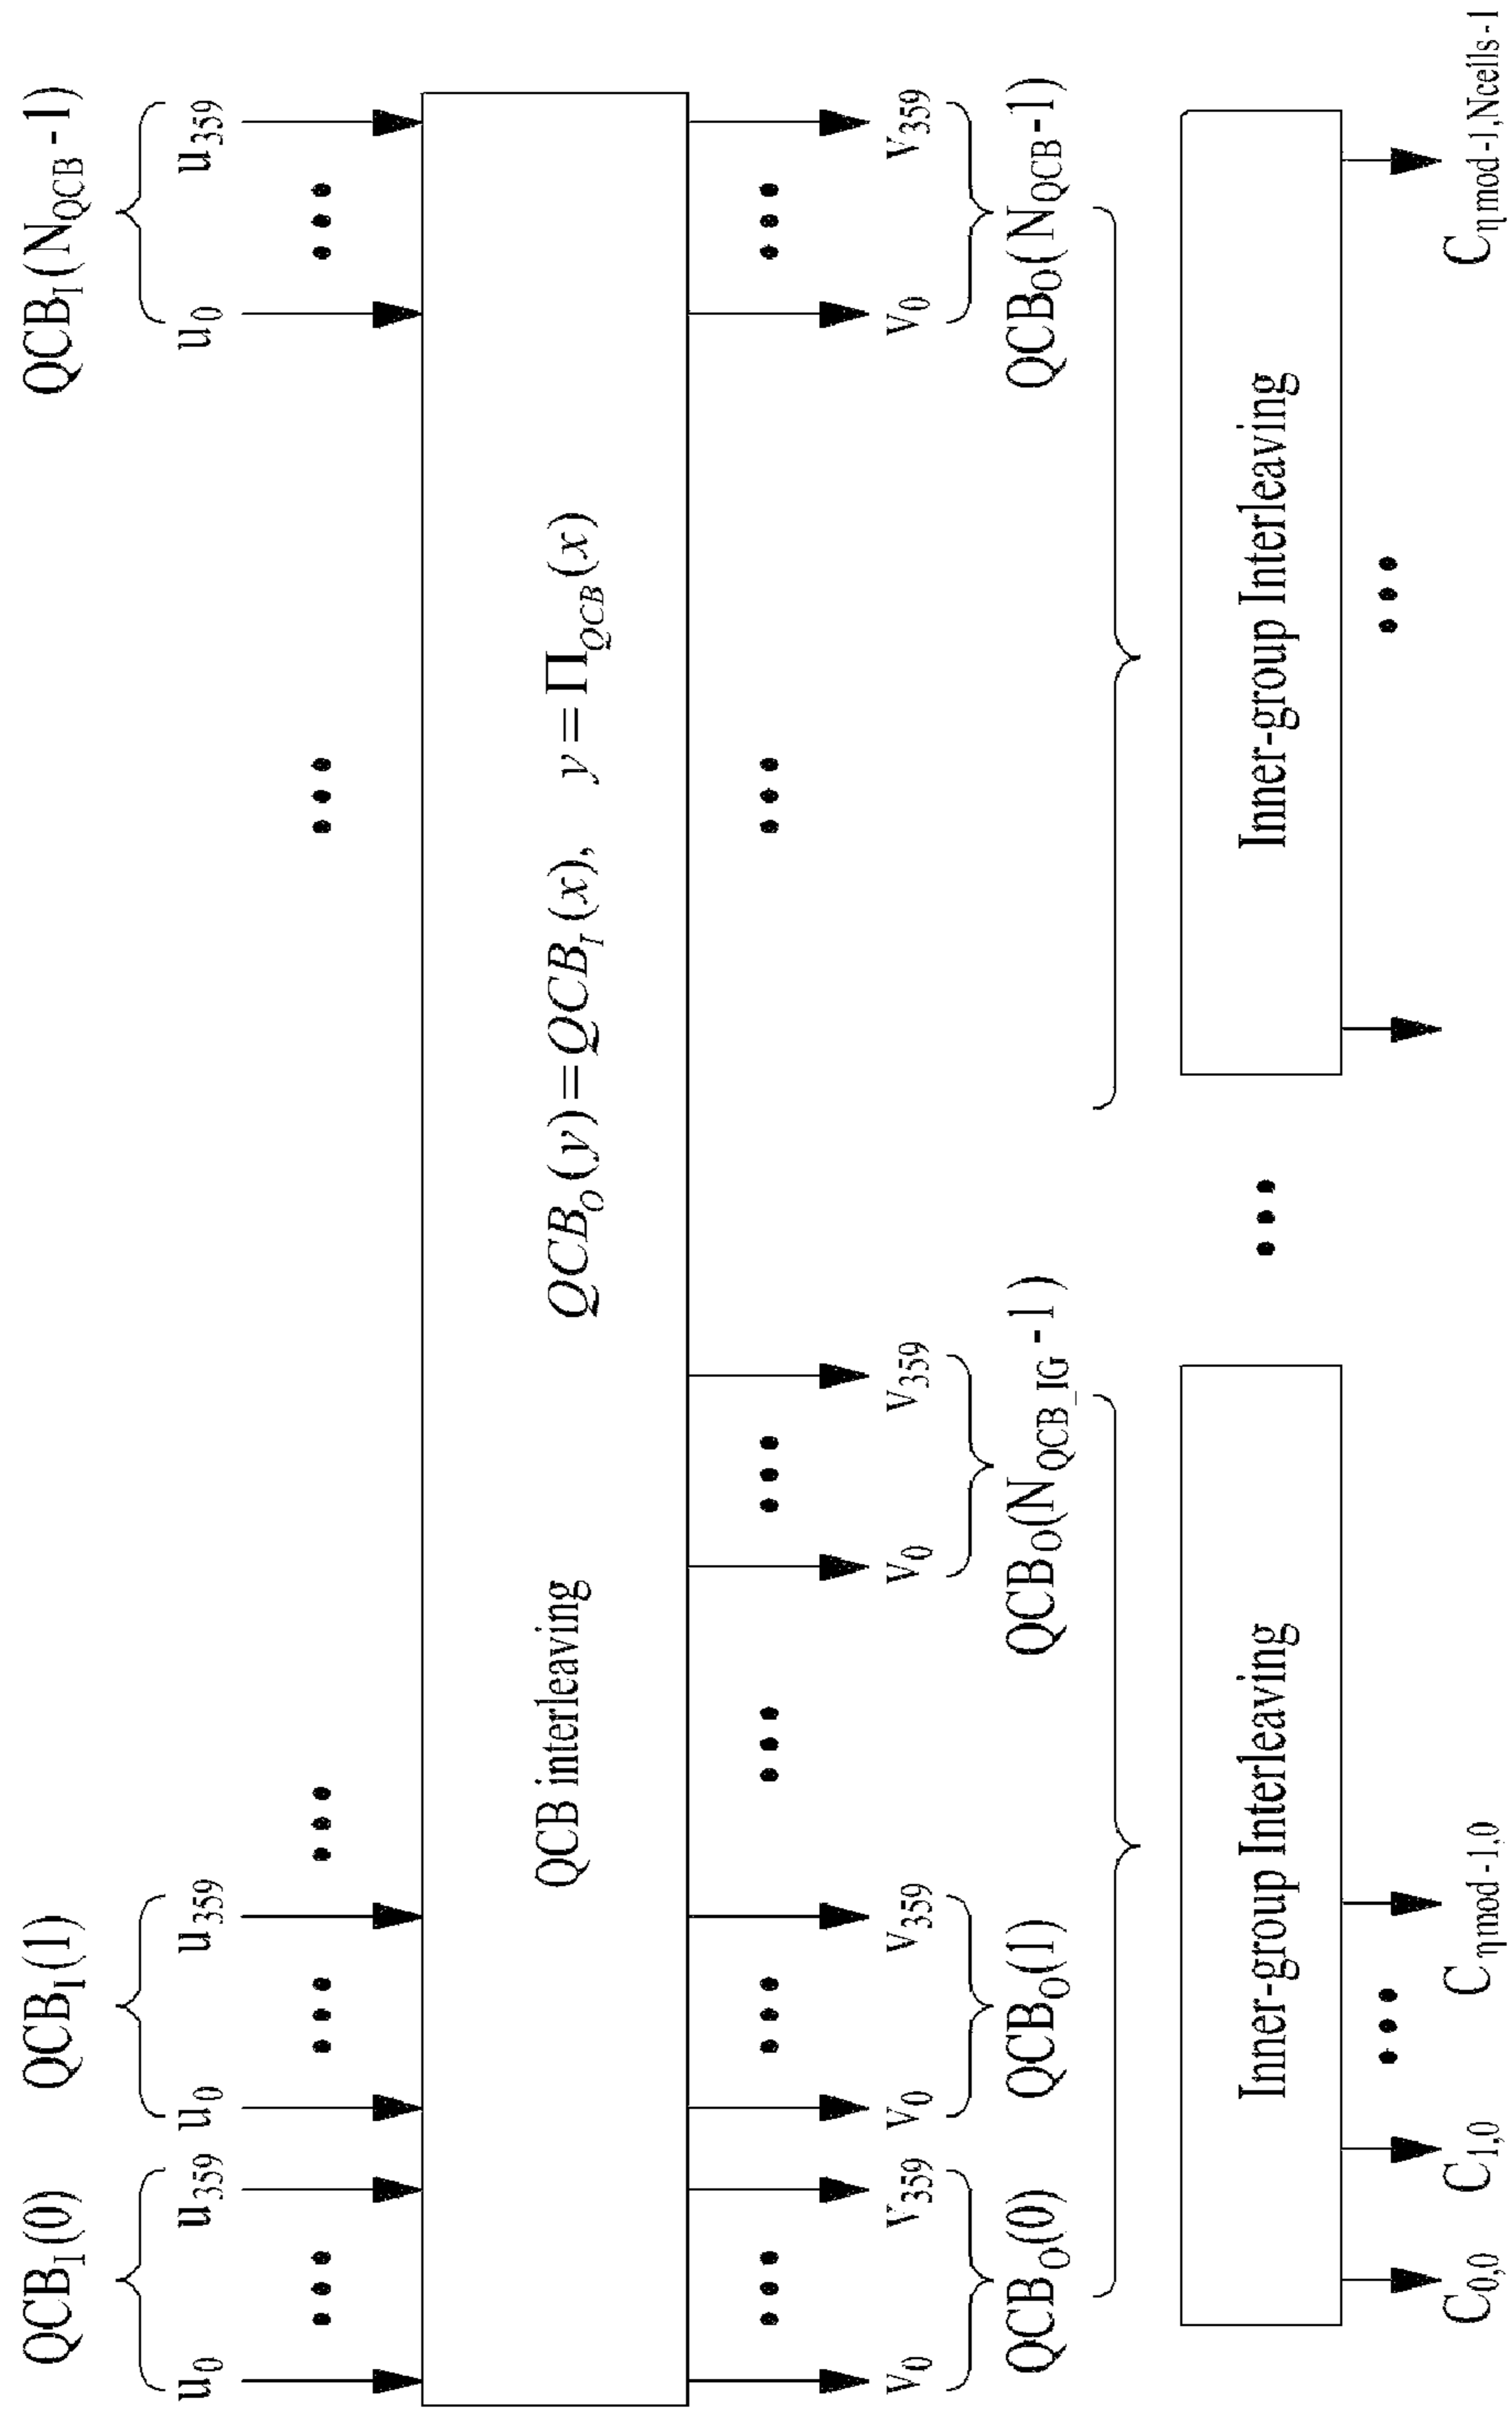 QCB_I(0) QCB_I(1) QCB_I(N_QCB-1)
u_0 ••• u_359 u_0 ••• u_359 ••• ••• u_0 ••• u_359
QCB interleaving QCB_O(y)=QCB_I(x), y=Π_QCB(x)
••• ••• ••• ••• ••• •••
v_0 v_359 v_0 v_359 v_0 v_359 v_0 v_359
QCB_O(0) QCB_O(1) QCB_O(N_QCB_IG-1) QCB_O(N_QCB-1)
Inner-group Interleaving ••• Inner-group Interleaving
C_0,0 C_1,0 ••• C_ηmod-1,0 ••• C_ηmod-1,Ncells-1